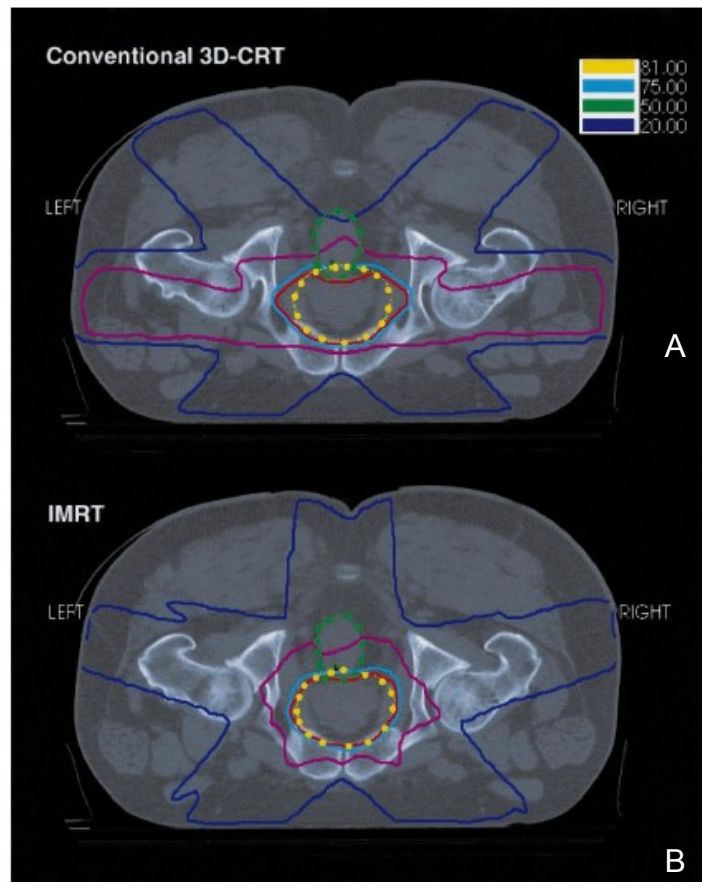 Conventional 3D-CRT
81.00
75.00
50.00
20.00
LEFT
RIGHT
A
IMRT
LEFT
RIGHT
B